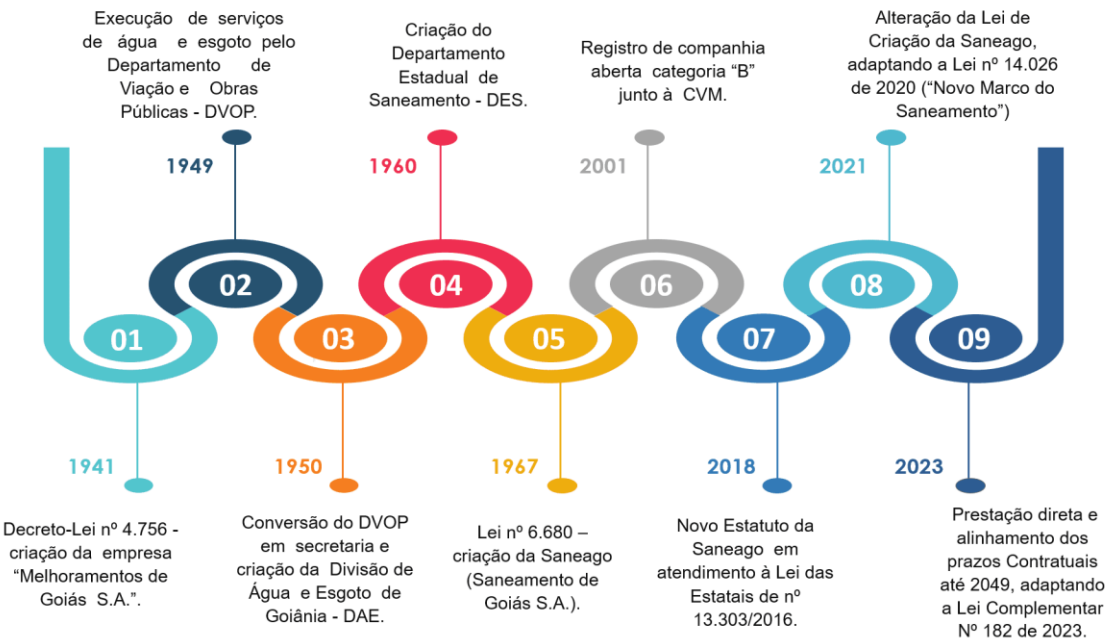 01
1941
Decreto-Lei nº 4.756 -
criação da empresa
“Melhoramentos de
Goiás S.A.”.
Execução de serviços
de água e esgoto pelo
Departamento de
Viação e Obras
Públicas - DVOP.
1949
02
03
1950
Conversão do DVOP
em secretaria e
criação da Divisão de
Água e Esgoto de
Goiânia - DAE.
Criação do
Departamento
Estadual de
Saneamento - DES.
1960
04
05
1967
Lei nº 6.680 –
criação da Saneago
(Saneamento de
Goiás S.A.).
Registro de companhia
aberta categoria “B”
junto à CVM.
2001
06
07
2018
Novo Estatuto da
Saneago em
atendimento à Lei das
Estatais de nº
13.303/2016.
Alteração da Lei de
Criação da Saneago,
adaptando a Lei nº 14.026
de 2020 (“Novo Marco do
Saneamento”)
2021
08
09
2023
Prestação direta e
alinhamento dos
prazos Contratuais
até 2049, adaptando
a Lei Complementar
Nº 182 de 2023.